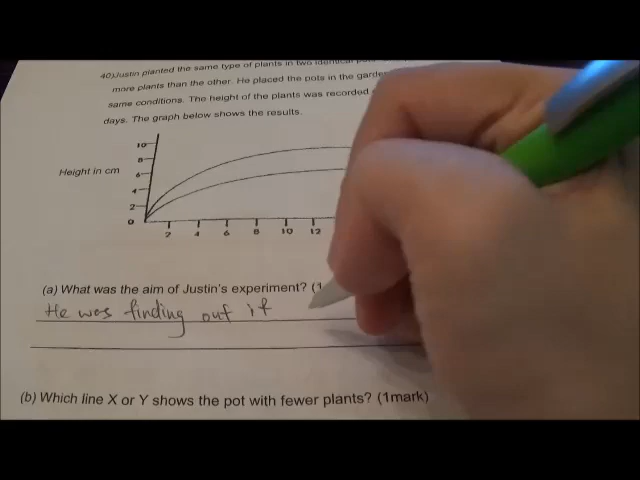 40)Justin planted the same type of plants in two identical
more plants than the other. He placed the pots in the
same conditions. The height of the plants was recorded
days. The graph below shows the results.
Height in cm
10
8
6
4
2
0
2 4 6 8 10 12
(a) What was the aim of Justin's experiment? (1
He was finding out if
(b) Which line X or Y shows the pot with fewer plants? (1mark)